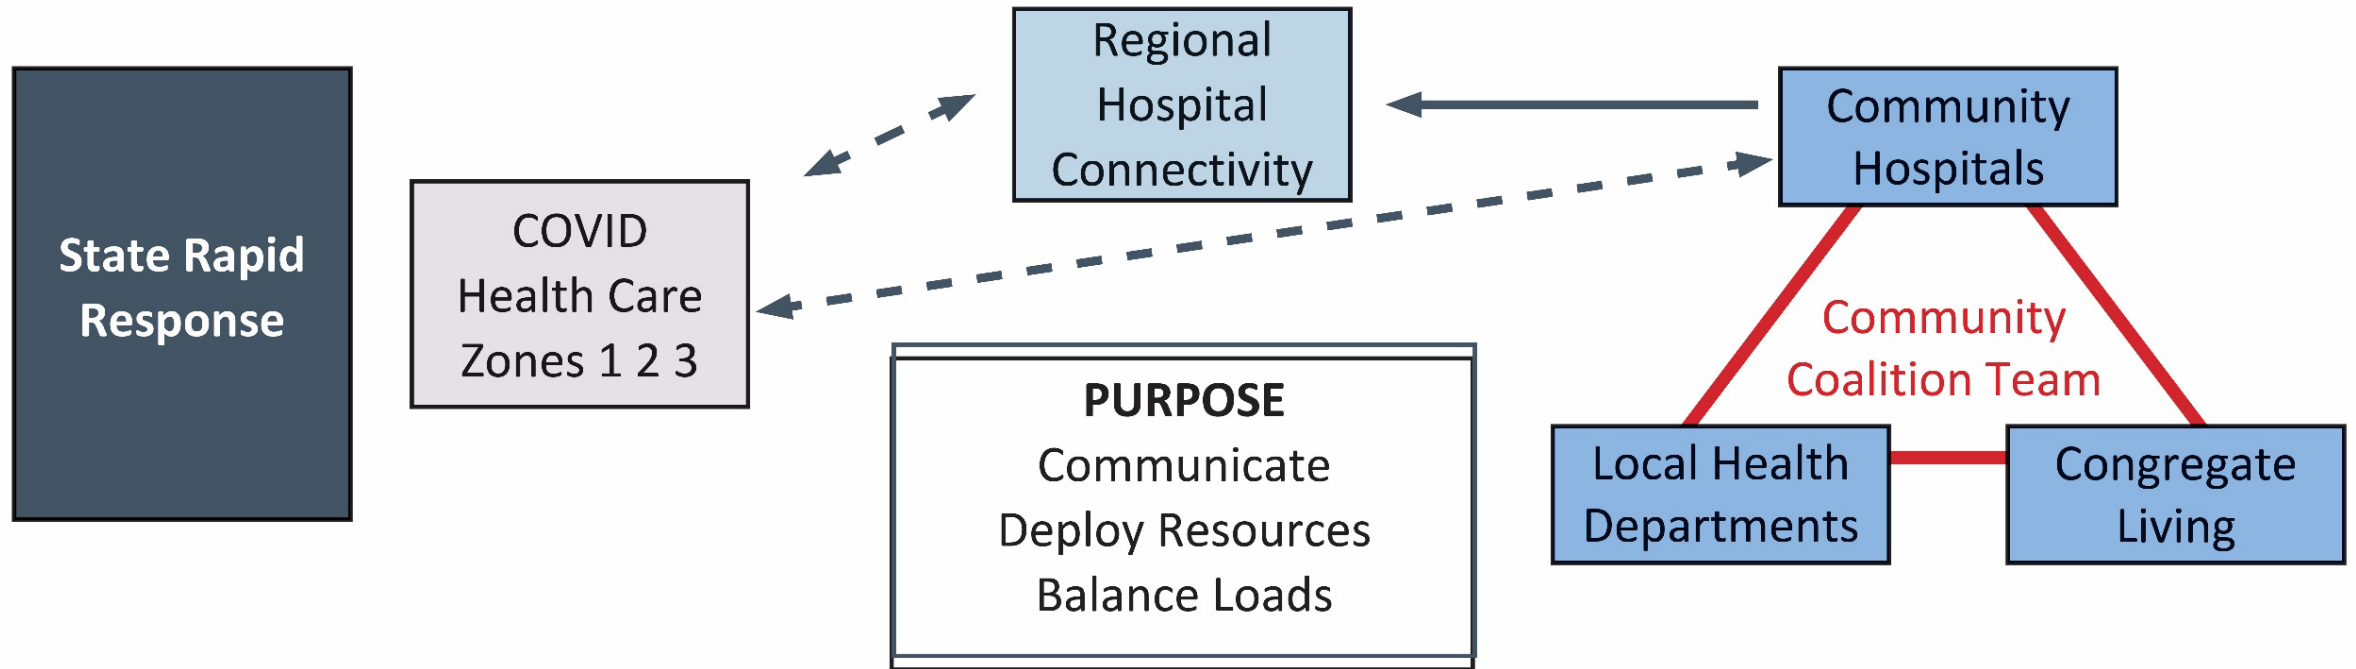 State Rapid
Response
COVID
Health Care
Zones 1 2 3
Regional
Hospital
Connectivity
PURPOSE
Communicate
Deploy Resources
Balance Loads
Community
Hospitals
Community
Coalition Team
Local Health
Departments
Congregate
Living